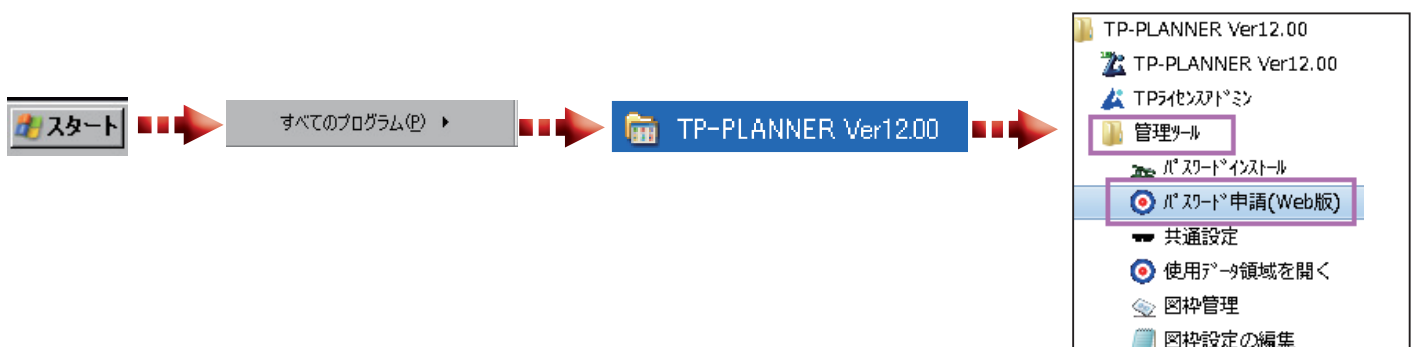 スタート
すべてのプログラム(P)
TP-PLANNER Ver12.00
TP-PLANNER Ver12.00
TP-PLANNER Ver12.00
TPﾗｲｾﾝｽｱﾄﾞﾐﾝ
管理ﾂｰﾙ
ﾊﾟｽﾜｰﾄﾞｲﾝｽﾄｰﾙ
ﾊﾟｽﾜｰﾄﾞ申請(Web版)
共通設定
使用ﾃﾞｰﾀ領域を開く
図枠管理
図枠設定の編集